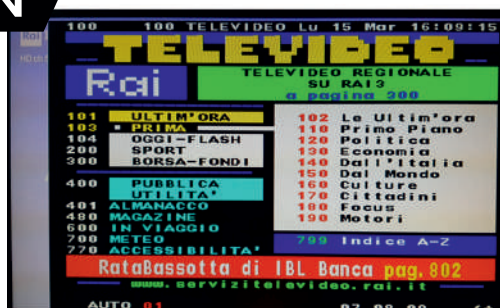 N
Rai
100 100 TELEVIDEO Lu 15 Mar 16:09:15
TELEVIDEO
Rai
TELEVIDEO REGIONALE
SU RAI3
a pagina 300
101 ULTIM'ORA
103 PRIMA
104 OGGI-FLASH
200 SPORT
300 BORSA-FONDI
400 PUBBLICA
UTILITA'
401 ALMANACCO
480 MAGAZINE
600 IN VIAGGIO
700 METEO
770 ACCESSIBILITA'
102 Le Ultim'ora
110 Primo Piano
120 Politica
130 Economia
140 Dall'Italia
150 Dal Mondo
160 Culture
170 Cittadini
180 Focus
190 Motori
799 Indice A-Z
RataBassotta di IBL Banca pag.802
www.servizitelevideo.rai.it
AUTO 01